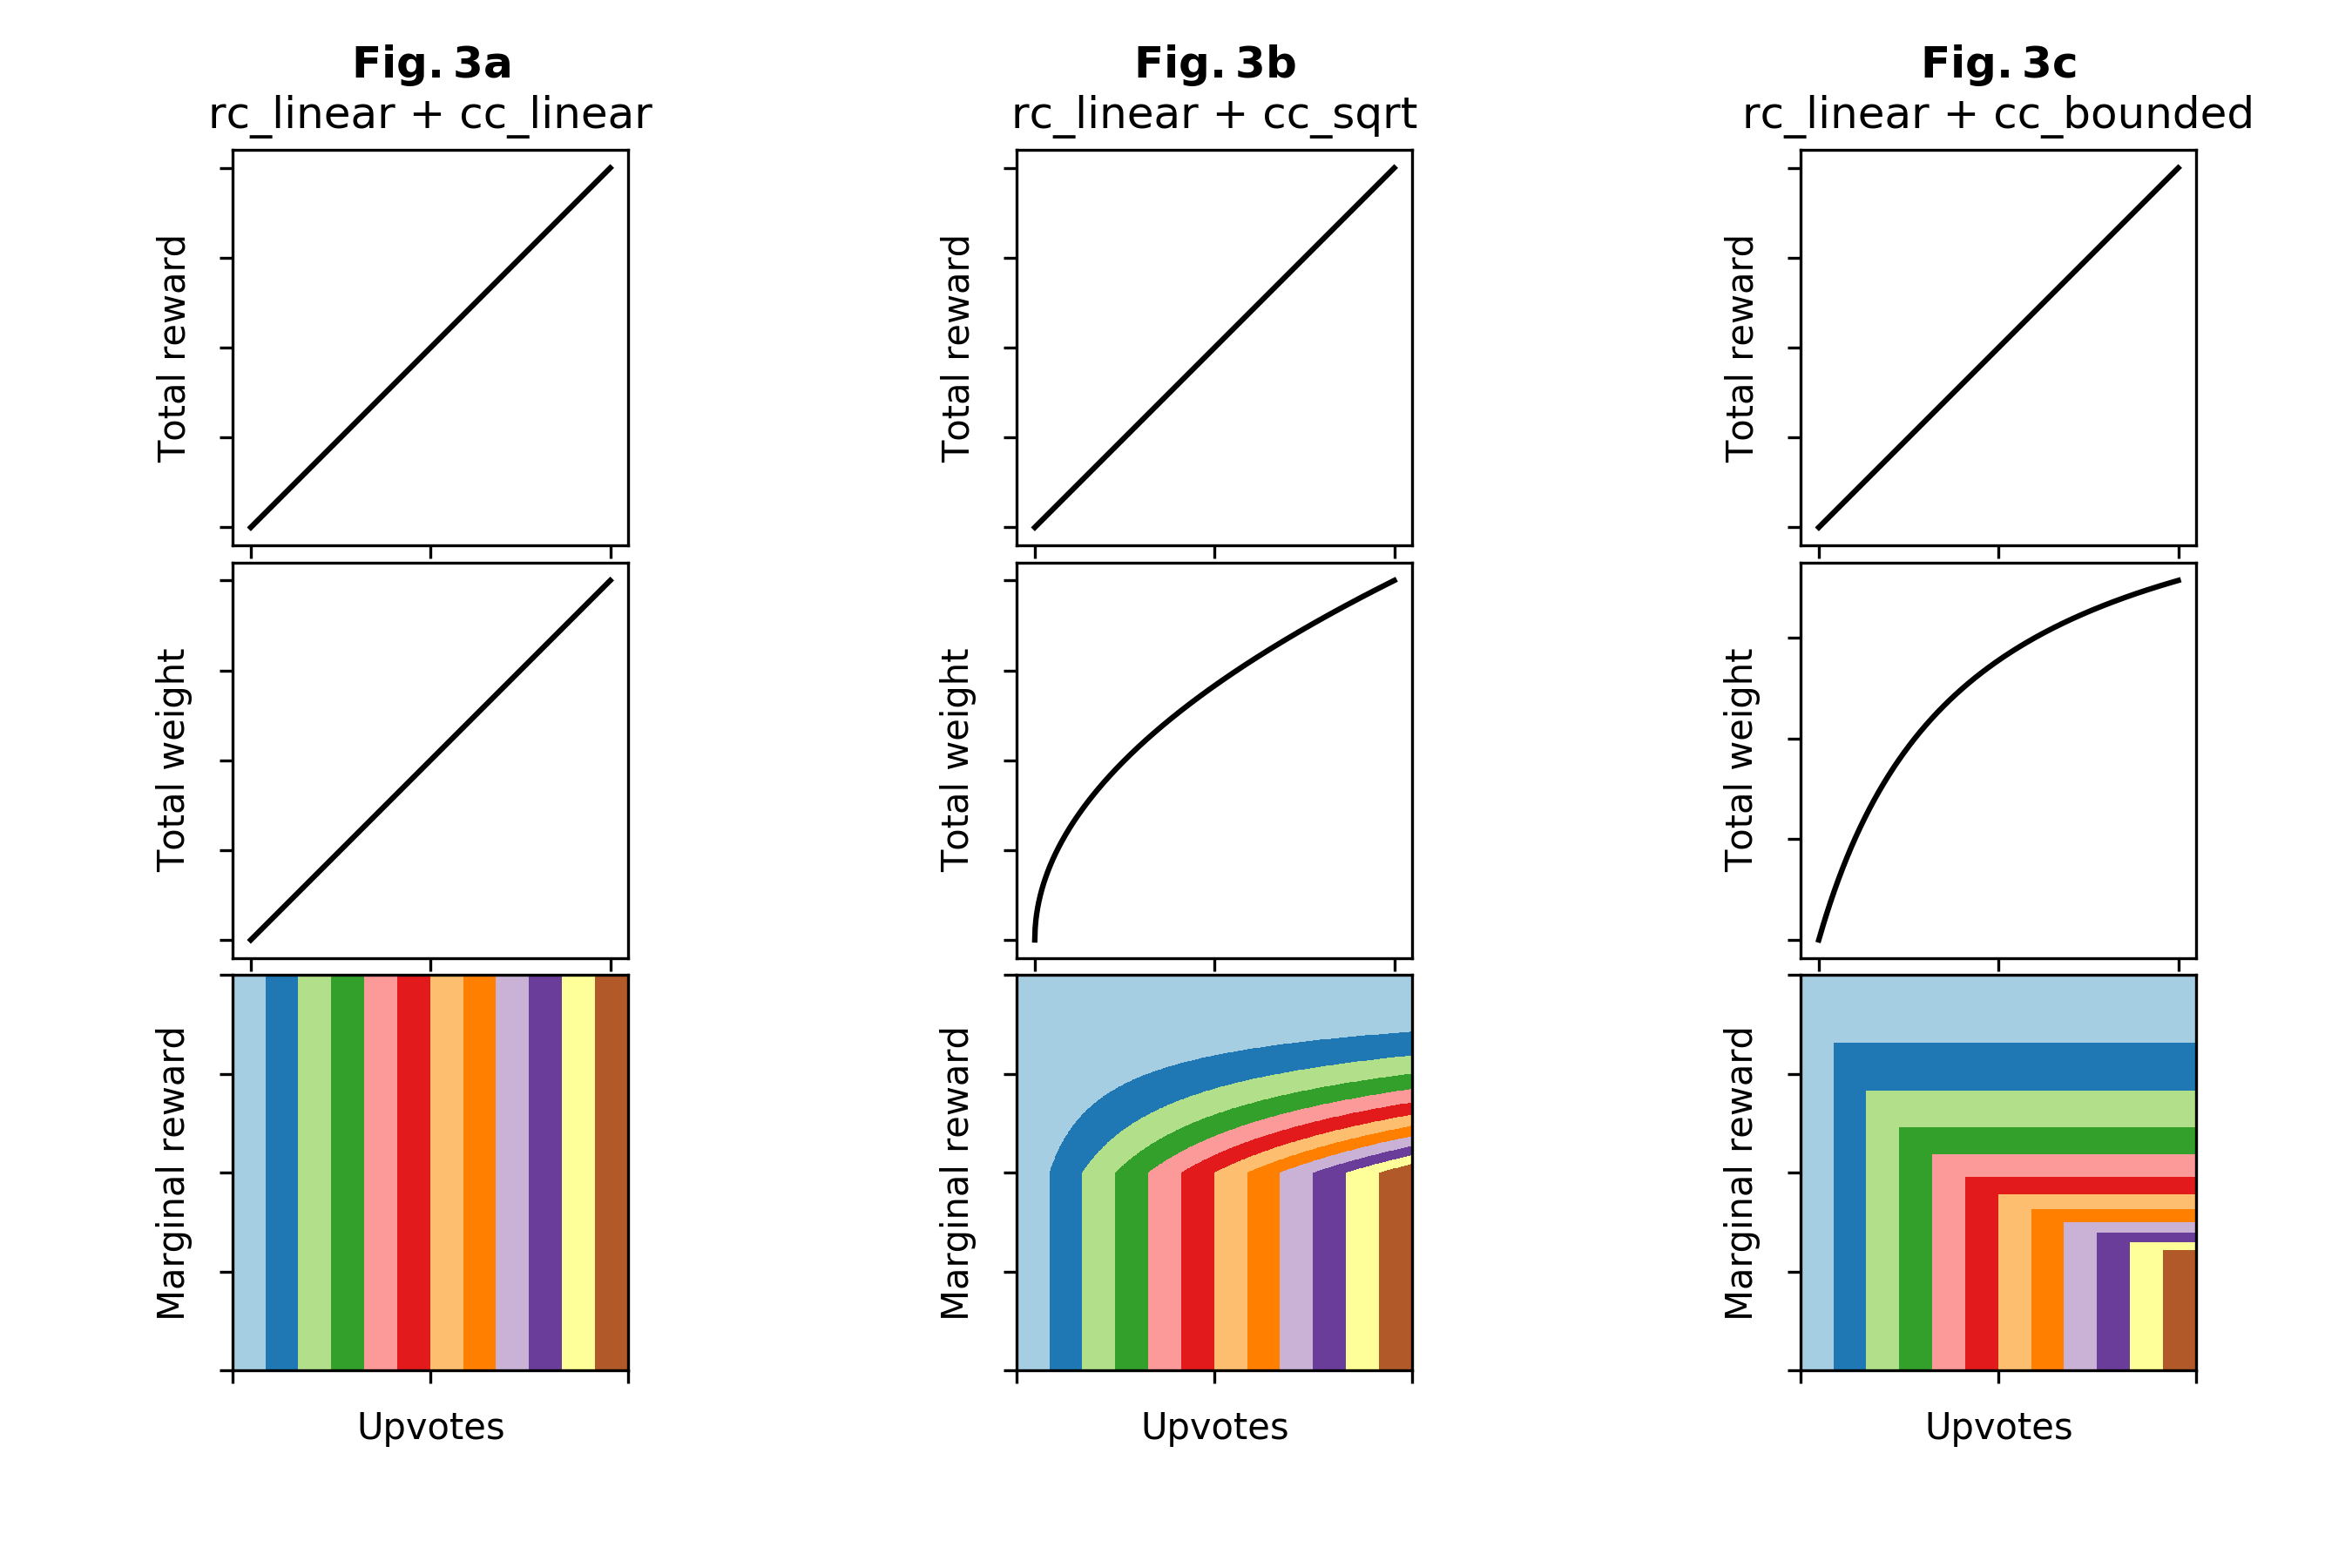 Fig. 3a
rc_linear + cc_linear
Total reward
Total weight
Marginal reward
Upvotes
Fig. 3b
rc_linear + cc_sqrt
Total reward
Total weight
Marginal reward
Upvotes
Fig. 3c
rc_linear + cc_bounded
Total reward
Total weight
Marginal reward
Upvotes